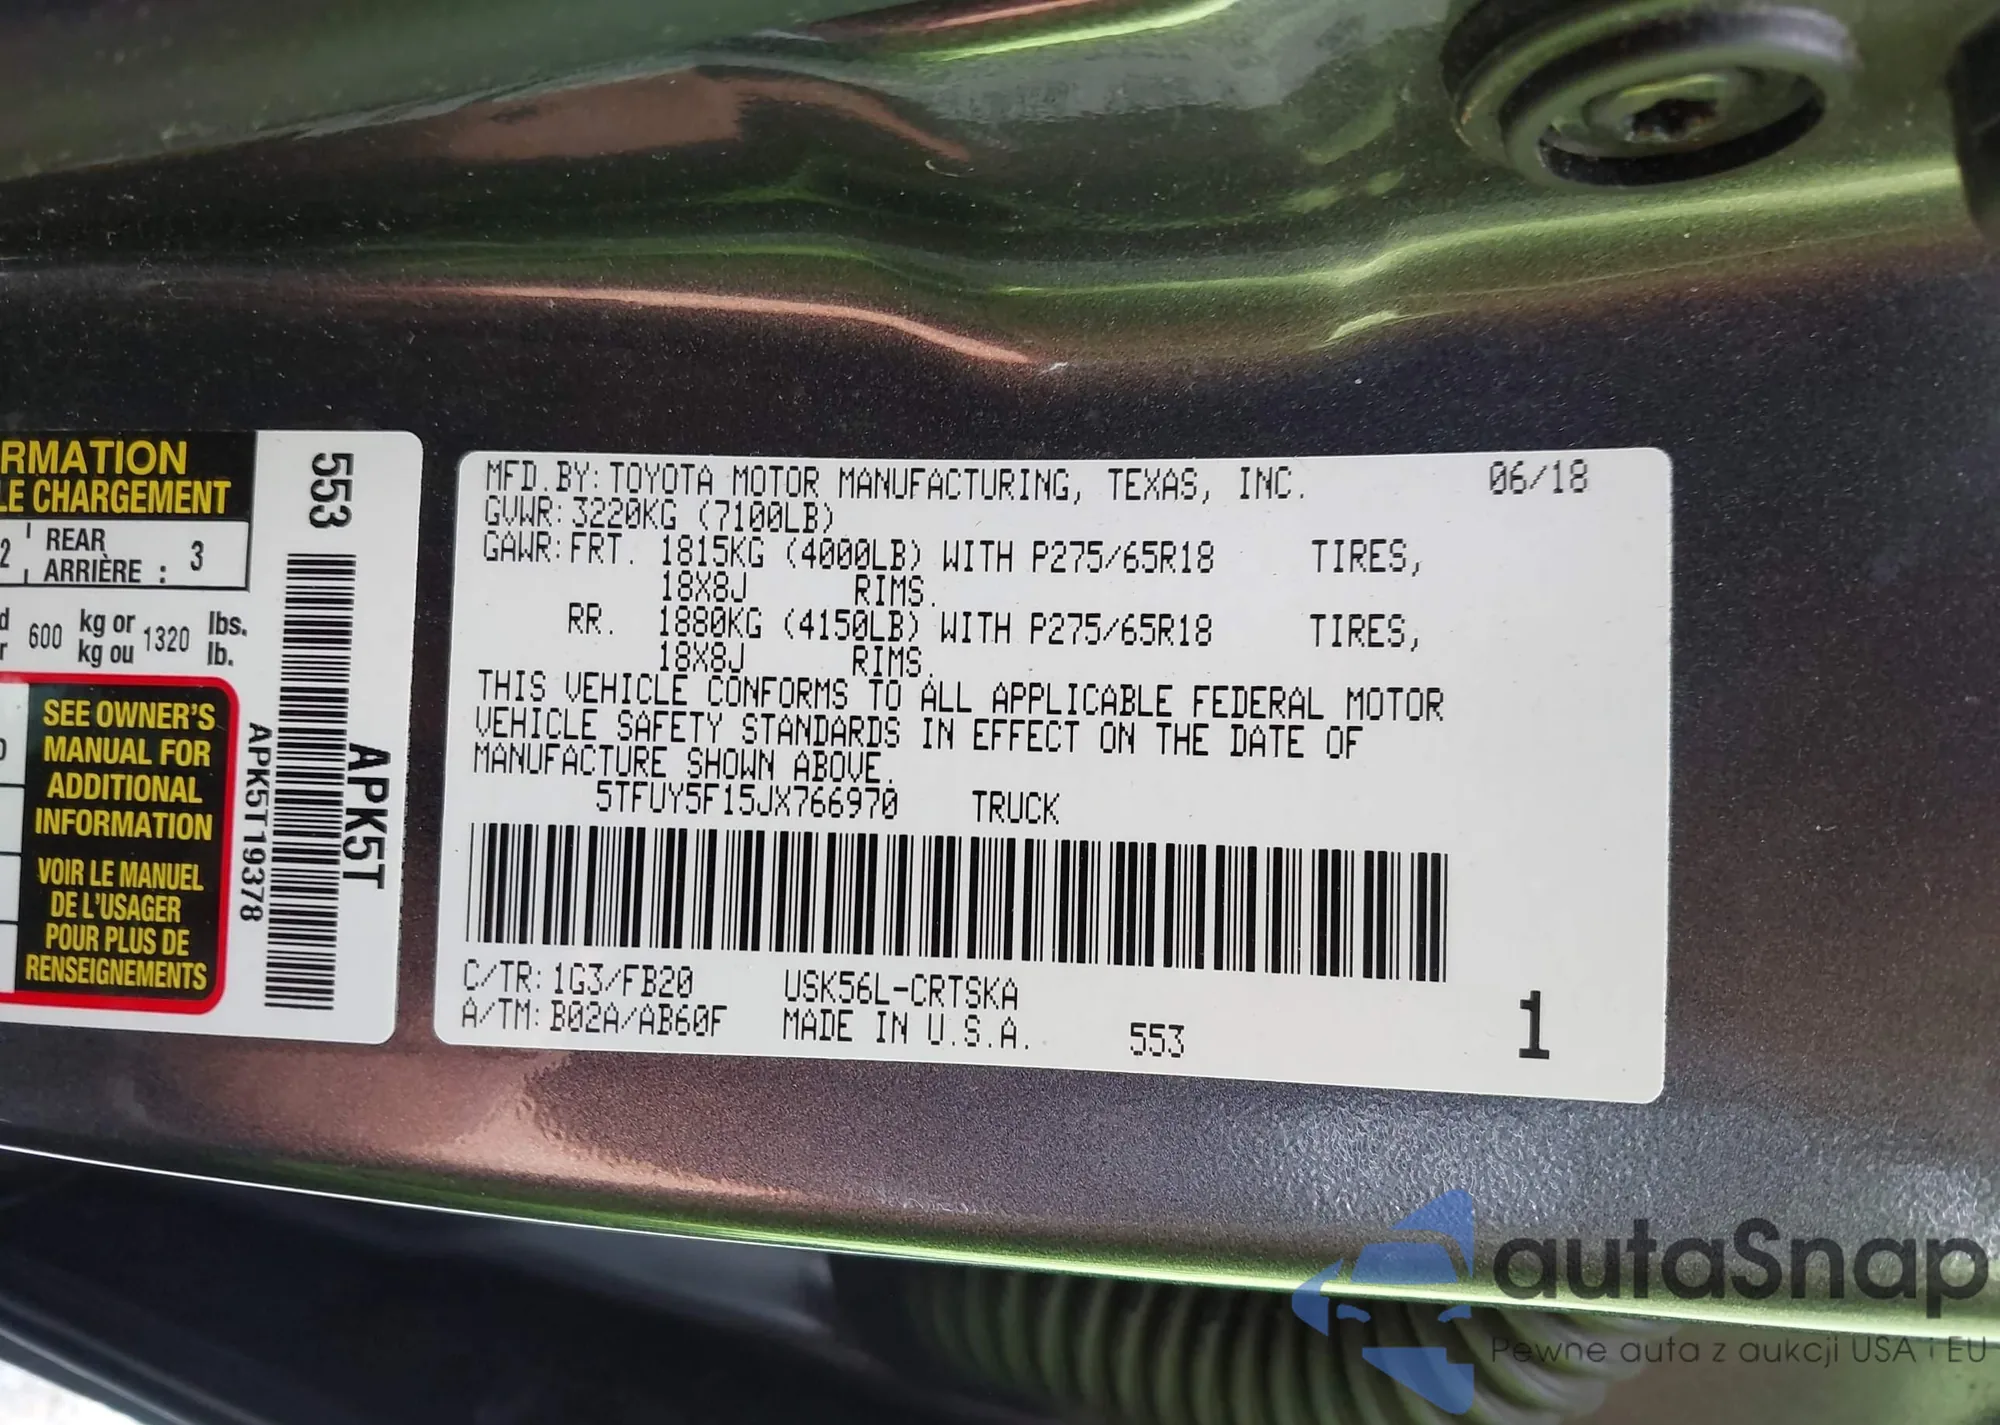 RMATION
LE CHARGEMENT
2 REAR
ARRIÈRE : 3
600 kg or 1320 lbs.
kg ou lb.
SEE OWNER'S
MANUAL FOR
ADDITIONAL
INFORMATION
VOIR LE MANUEL
DE L'USAGER
POUR PLUS DE
RENSEIGNEMENTS
553
APK5T
APK5T19378
MFD.BY:TOYOTA MOTOR MANUFACTURING, TEXAS, INC. 06/18
GVWR:3220KG (7100LB)
GAWR:FRT. 1815KG (4000LB) WITH P275/65R18 TIRES,
18X8J RIMS.
RR. 1880KG (4150LB) WITH P275/65R18 TIRES,
18X8J RIMS.
THIS VEHICLE CONFORMS TO ALL APPLICABLE FEDERAL MOTOR
VEHICLE SAFETY STANDARDS IN EFFECT ON THE DATE OF
MANUFACTURE SHOWN ABOVE.
5TFUY5F15JX766970 TRUCK
C/TR:1G3/FB20 USK56L-CRTSKA
A/TM:B02A/AB60F MADE IN U.S.A. 553 1
autaSnap
Pewne auta z aukcji USA i EU